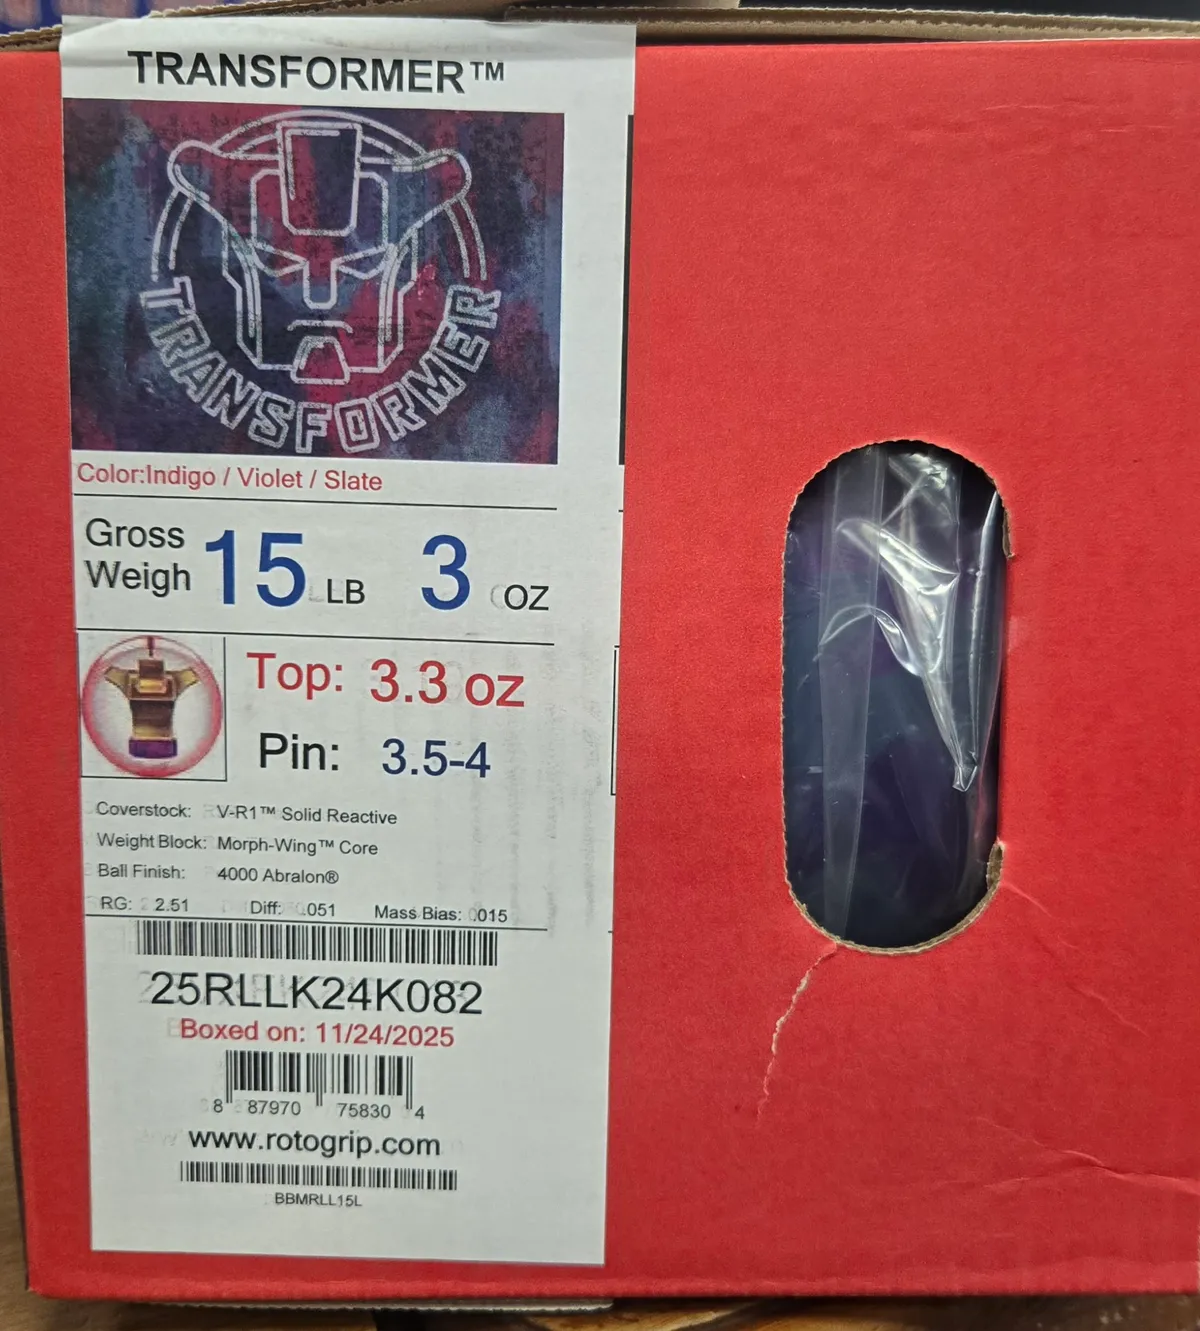 TRANSFORMER™
TRANSFORMER
Color:Indigo / Violet / Slate
Gross
Weigh 15 LB 3 oz
Top: 3.3 oz
Pin: 3.5-4
Coverstock: V-R1™ Solid Reactive
Weight Block: Morph-Wing™ Core
Ball Finish: 4000 Abralon®
RG: 2.51 Diff: .051 Mass Bias: .015
25RLLK24K082
Boxed on: 11/24/2025
8 87970 75830 4
www.rotogrip.com
BBMRLL15L